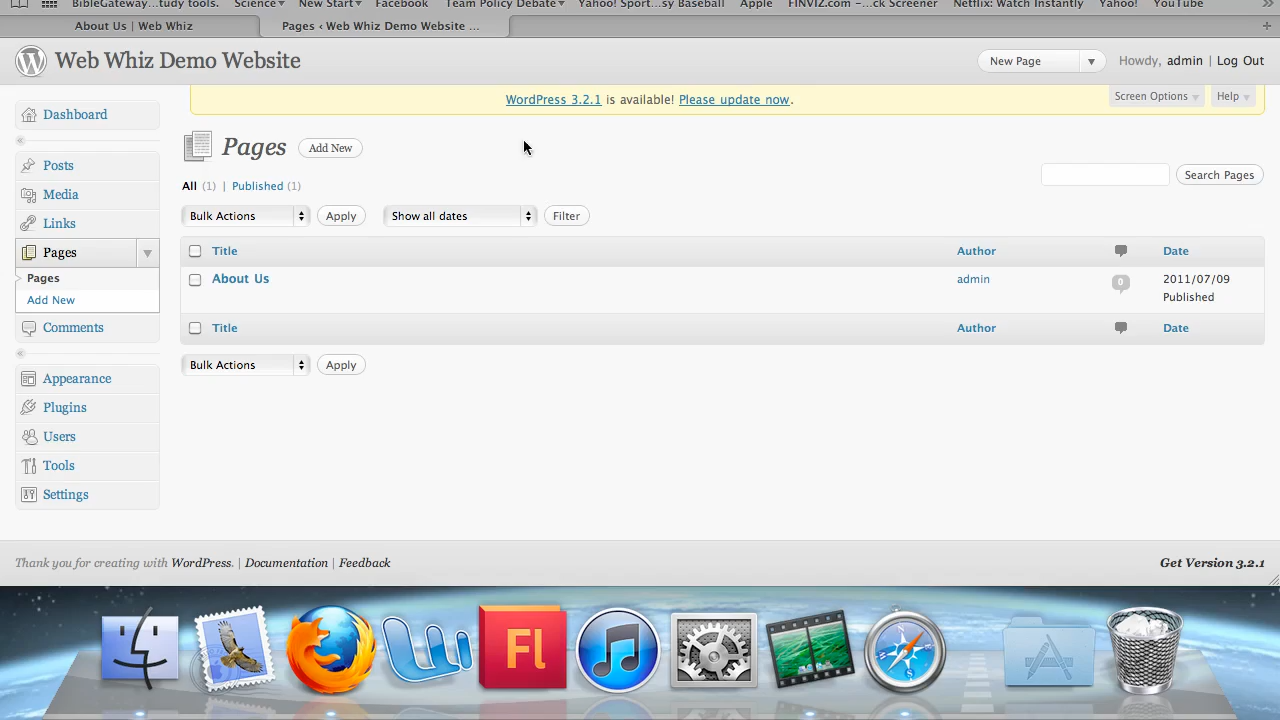 BibleGateway....tudy tools. Science▾ New Start▾ Facebook Team Policy Debate▾ Yahoo! Sport...sy Baseball Apple FINVIZ.com -...ck Screener Netflix: Watch Instantly Yahoo! YouTube
About Us | Web Whiz Pages ‹ Web Whiz Demo Website ...
Web Whiz Demo Website New Page Howdy, admin | Log Out
WordPress 3.2.1 is available! Please update now. Screen Options Help
Dashboard
Pages Add New
Posts
Search Pages
All (1) | Published (1)
Media
Bulk Actions Apply Show all dates Filter
Links
Pages Title Author Date
Pages About Us admin 0 2011/07/09
Published
Add New
Comments Title Author Date
Bulk Actions Apply
Appearance
Plugins
Users
Tools
Settings
Thank you for creating with WordPress. | Documentation | Feedback Get Version 3.2.1
Fl